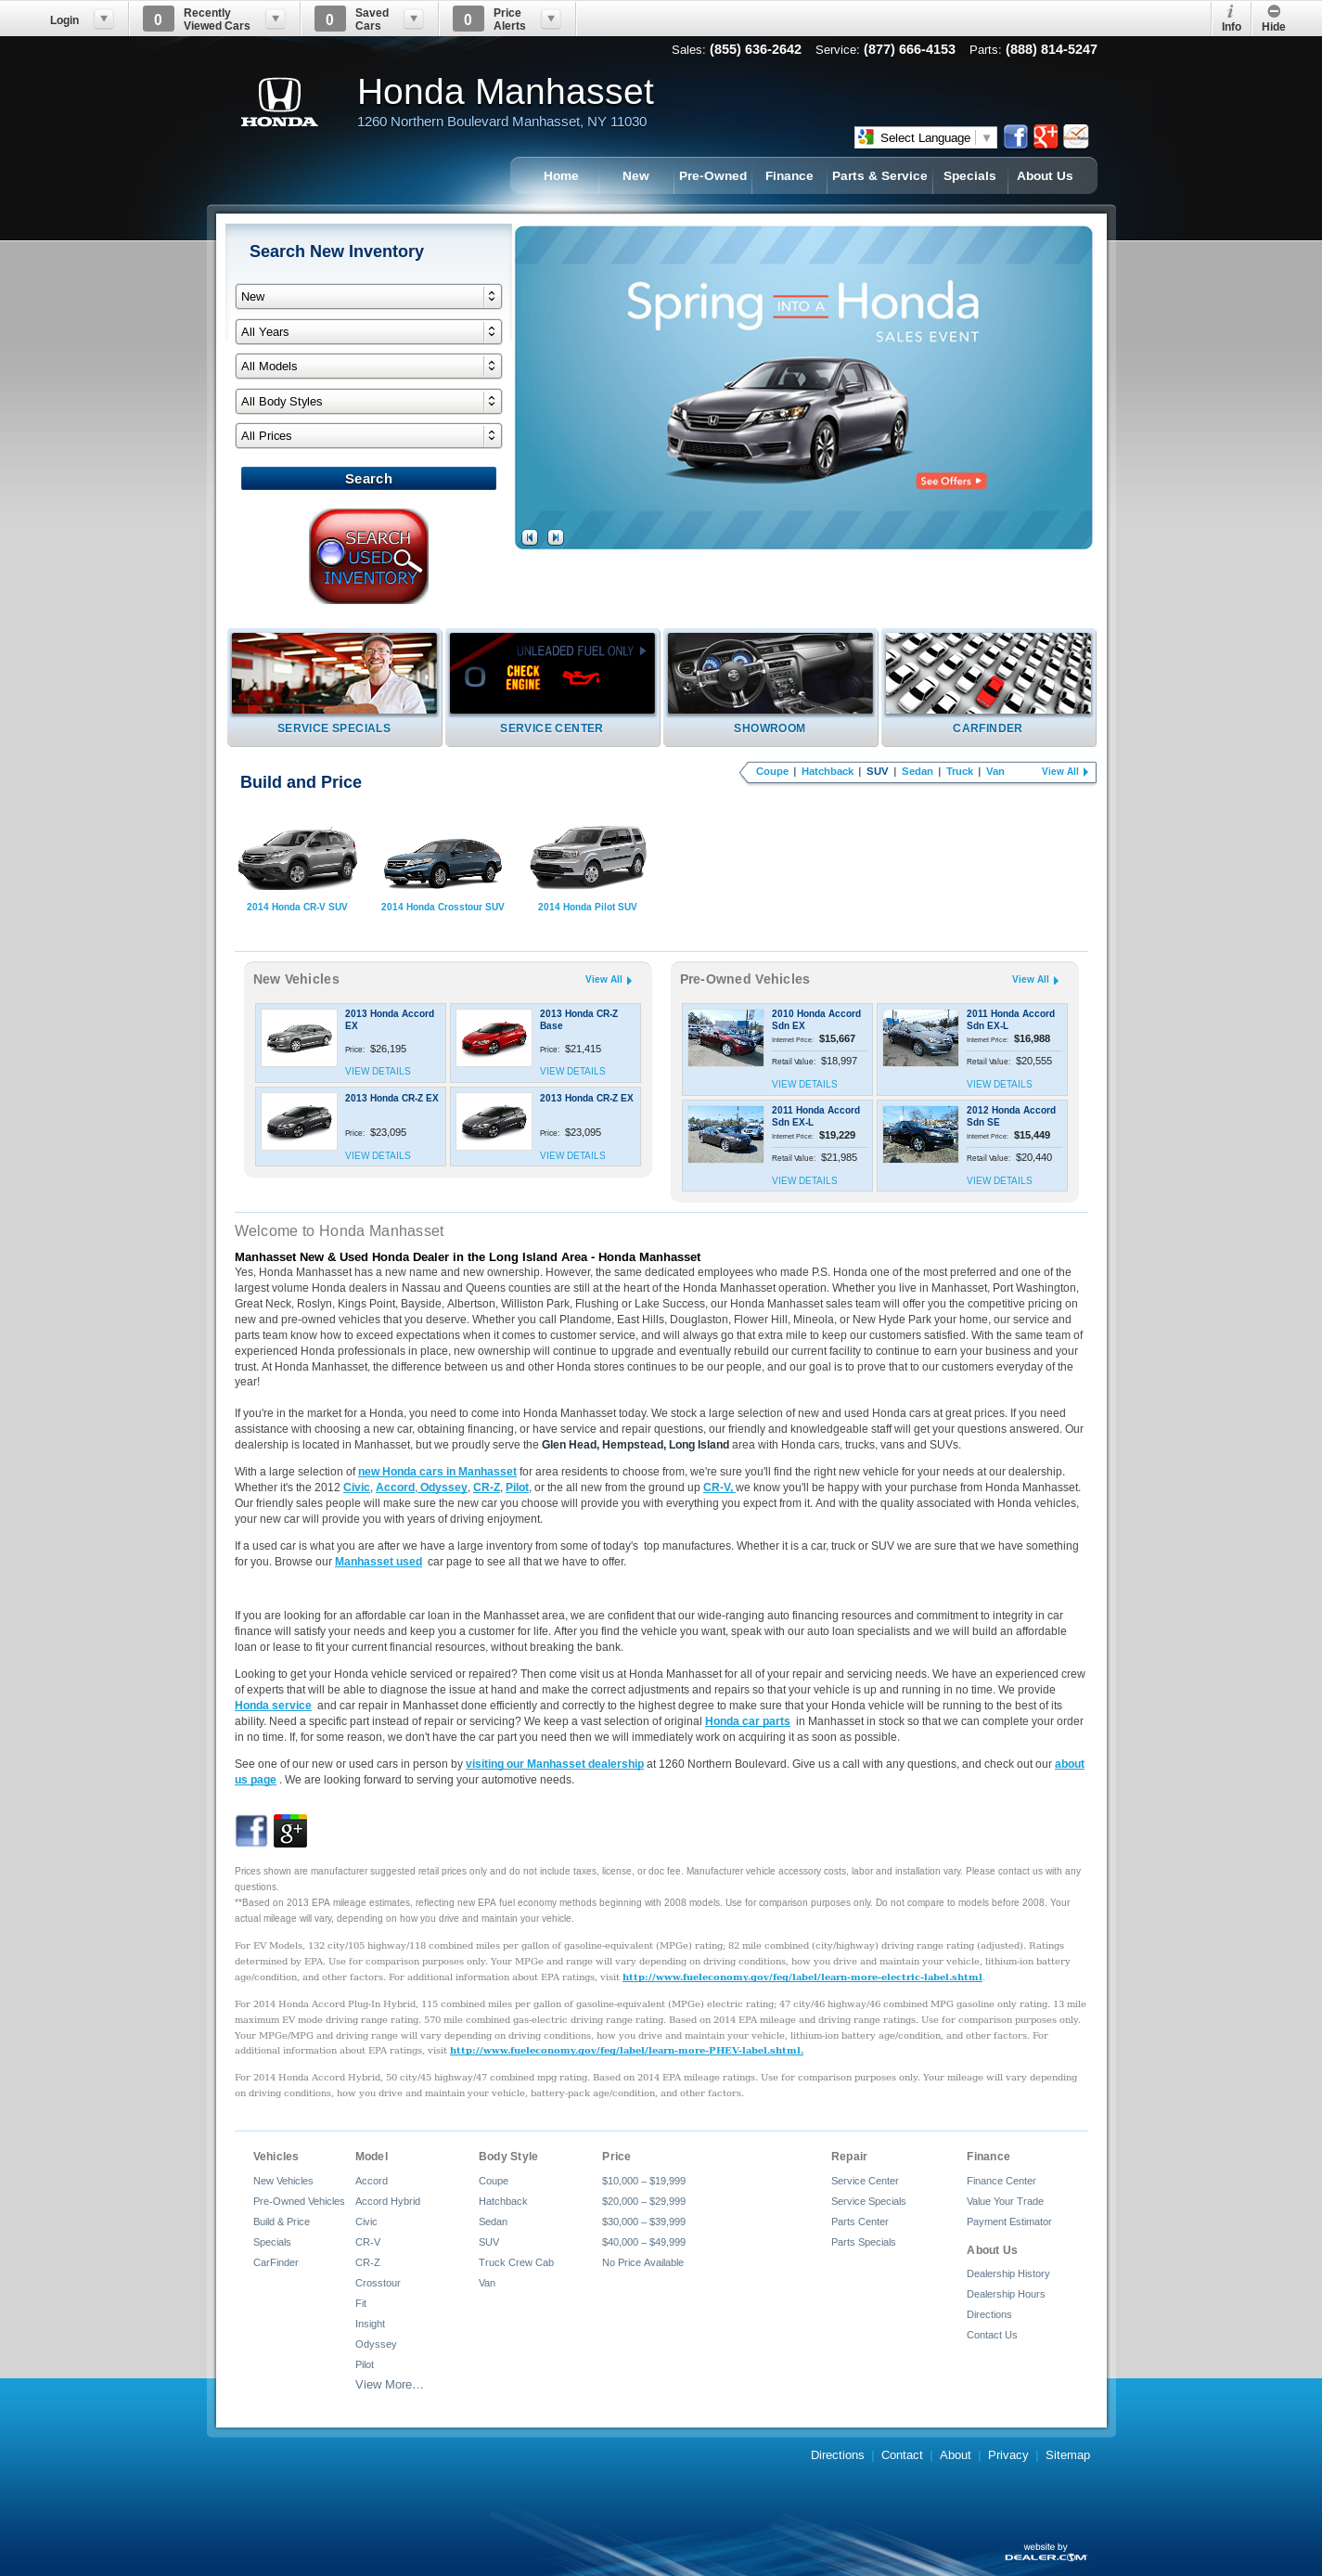 Login
0 Recently Viewed Cars
0 Saved Cars
0 Price Alerts
Info
Hide
Sales: (855) 636-2642 Service: (877) 666-4153 Parts: (888) 814-5247
HONDA
Honda Manhasset
1260 Northern Boulevard Manhasset, NY 11030
Select Language
Home New Pre-Owned Finance Parts & Service Specials About Us
Search New Inventory
New
All Years
All Models
All Body Styles
All Prices
Search
SEARCH
USED
INVENTORY
Spring INTO A Honda
SALES EVENT
See Offers
UNLEADED FUEL ONLY
CHECK
ENGINE
SERVICE SPECIALS
SERVICE CENTER
SHOWROOM
CARFINDER
Build and Price
Coupe | Hatchback | SUV | Sedan | Truck | Van View All
2014 Honda CR-V SUV
2014 Honda Crosstour SUV
2014 Honda Pilot SUV
New Vehicles View All
2013 Honda Accord EX
Price: $26,195
VIEW DETAILS
2013 Honda CR-Z Base
Price: $21,415
VIEW DETAILS
2013 Honda CR-Z EX
Price: $23,095
VIEW DETAILS
2013 Honda CR-Z EX
Price: $23,095
VIEW DETAILS
Pre-Owned Vehicles View All
2010 Honda Accord Sdn EX
Internet Price: $15,667
Retail Value: $18,997
VIEW DETAILS
2011 Honda Accord Sdn EX-L
Internet Price: $16,988
Retail Value: $20,555
VIEW DETAILS
2011 Honda Accord Sdn EX-L
Internet Price: $19,229
Retail Value: $21,985
VIEW DETAILS
2012 Honda Accord Sdn SE
Internet Price: $15,449
Retail Value: $20,440
VIEW DETAILS
Welcome to Honda Manhasset
Manhasset New & Used Honda Dealer in the Long Island Area - Honda Manhasset
Yes, Honda Manhasset has a new name and new ownership. However, the same dedicated employees who made P.S. Honda one of the most preferred and one of the
largest volume Honda dealers in Nassau and Queens counties are still at the heart of the Honda Manhasset operation. Whether you live in Manhasset, Port Washington,
Great Neck, Roslyn, Kings Point, Bayside, Albertson, Williston Park, Flushing or Lake Success, our Honda Manhasset sales team will offer you the competitive pricing on
new and pre-owned vehicles that you deserve. Whether you call Plandome, East Hills, Douglaston, Flower Hill, Mineola, or New Hyde Park your home, our service and
parts team know how to exceed expectations when it comes to customer service, and will always go that extra mile to keep our customers satisfied. With the same team of
experienced Honda professionals in place, new ownership will continue to upgrade and eventually rebuild our current facility to continue to earn your business and your
trust. At Honda Manhasset, the difference between us and other Honda stores continues to be our people, and our goal is to prove that to our customers everyday of the
year!
If you're in the market for a Honda, you need to come into Honda Manhasset today. We stock a large selection of new and used Honda cars at great prices. If you need
assistance with choosing a new car, obtaining financing, or have service and repair questions, our friendly and knowledgeable staff will get your questions answered. Our
dealership is located in Manhasset, but we proudly serve the Glen Head, Hempstead, Long Island area with Honda cars, trucks, vans and SUVs.
With a large selection of new Honda cars in Manhasset for area residents to choose from, we're sure you'll find the right new vehicle for your needs at our dealership.
Whether it's the 2012 Civic, Accord, Odyssey, CR-Z, Pilot, or the all new from the ground up CR-V, we know you'll be happy with your purchase from Honda Manhasset.
Our friendly sales people will make sure the new car you choose will provide you with everything you expect from it. And with the quality associated with Honda vehicles,
your new car will provide you with years of driving enjoyment.
If a used car is what you are after we have a large inventory from some of today's top manufactures. Whether it is a car, truck or SUV we are sure that we have something
for you. Browse our Manhasset used car page to see all that we have to offer.
If you are looking for an affordable car loan in the Manhasset area, we are confident that our wide-ranging auto financing resources and commitment to integrity in car
finance will satisfy your needs and keep you a customer for life. After you find the vehicle you want, speak with our auto loan specialists and we will build an affordable
loan or lease to fit your current financial resources, without breaking the bank.
Looking to get your Honda vehicle serviced or repaired? Then come visit us at Honda Manhasset for all of your repair and servicing needs. We have an experienced crew
of experts that will be able to diagnose the issue at hand and make the correct adjustments and repairs so that your vehicle is up and running in no time. We provide
Honda service and car repair in Manhasset done efficiently and correctly to the highest degree to make sure that your Honda vehicle will be running to the best of its
ability. Need a specific part instead of repair or servicing? We keep a vast selection of original Honda car parts in Manhasset in stock so that we can complete your order
in no time. If, for some reason, we don't have the car part you need then we will immediately work on acquiring it as soon as possible.
See one of our new or used cars in person by visiting our Manhasset dealership at 1260 Northern Boulevard. Give us a call with any questions, and check out our about
us page . We are looking forward to serving your automotive needs.
Prices shown are manufacturer suggested retail prices only and do not include taxes, license, or doc fee. Manufacturer vehicle accessory costs, labor and installation vary. Please contact us with any
questions.
**Based on 2013 EPA mileage estimates, reflecting new EPA fuel economy methods beginning with 2008 models. Use for comparison purposes only. Do not compare to models before 2008. Your
actual mileage will vary, depending on how you drive and maintain your vehicle.
For EV Models, 132 city/105 highway/118 combined miles per gallon of gasoline-equivalent (MPGe) rating; 82 mile combined (city/highway) driving range rating (adjusted). Ratings
determined by EPA. Use for comparison purposes only. Your MPGe and range will vary depending on driving conditions, how you drive and maintain your vehicle, lithium-ion battery
age/condition, and other factors. For additional information about EPA ratings, visit http://www.fueleconomy.gov/feg/label/learn-more-electric-label.shtml.
For 2014 Honda Accord Plug-In Hybrid, 115 combined miles per gallon of gasoline-equivalent (MPGe) electric rating; 47 city/46 highway/46 combined MPG gasoline only rating. 13 mile
maximum EV mode driving range rating. 570 mile combined gas-electric driving range rating. Based on 2014 EPA mileage and driving range ratings. Use for comparison purposes only.
Your MPGe/MPG and driving range will vary depending on driving conditions, how you drive and maintain your vehicle, lithium-ion battery age/condition, and other factors. For
additional information about EPA ratings, visit http://www.fueleconomy.gov/feg/label/learn-more-PHEV-label.shtml.
For 2014 Honda Accord Hybrid, 50 city/45 highway/47 combined mpg rating. Based on 2014 EPA mileage ratings. Use for comparison purposes only. Your mileage will vary depending
on driving conditions, how you drive and maintain your vehicle, battery-pack age/condition, and other factors.
Vehicles
New Vehicles
Pre-Owned Vehicles
Build & Price
Specials
CarFinder
Model
Accord
Accord Hybrid
Civic
CR-V
CR-Z
Crosstour
Fit
Insight
Odyssey
Pilot
View More…
Body Style
Coupe
Hatchback
Sedan
SUV
Truck Crew Cab
Van
Price
$10,000 – $19,999
$20,000 – $29,999
$30,000 – $39,999
$40,000 – $49,999
No Price Available
Repair
Service Center
Service Specials
Parts Center
Parts Specials
Finance
Finance Center
Value Your Trade
Payment Estimator
About Us
Dealership History
Dealership Hours
Directions
Contact Us
Directions | Contact | About | Privacy | Sitemap
website by
DEALER.COM